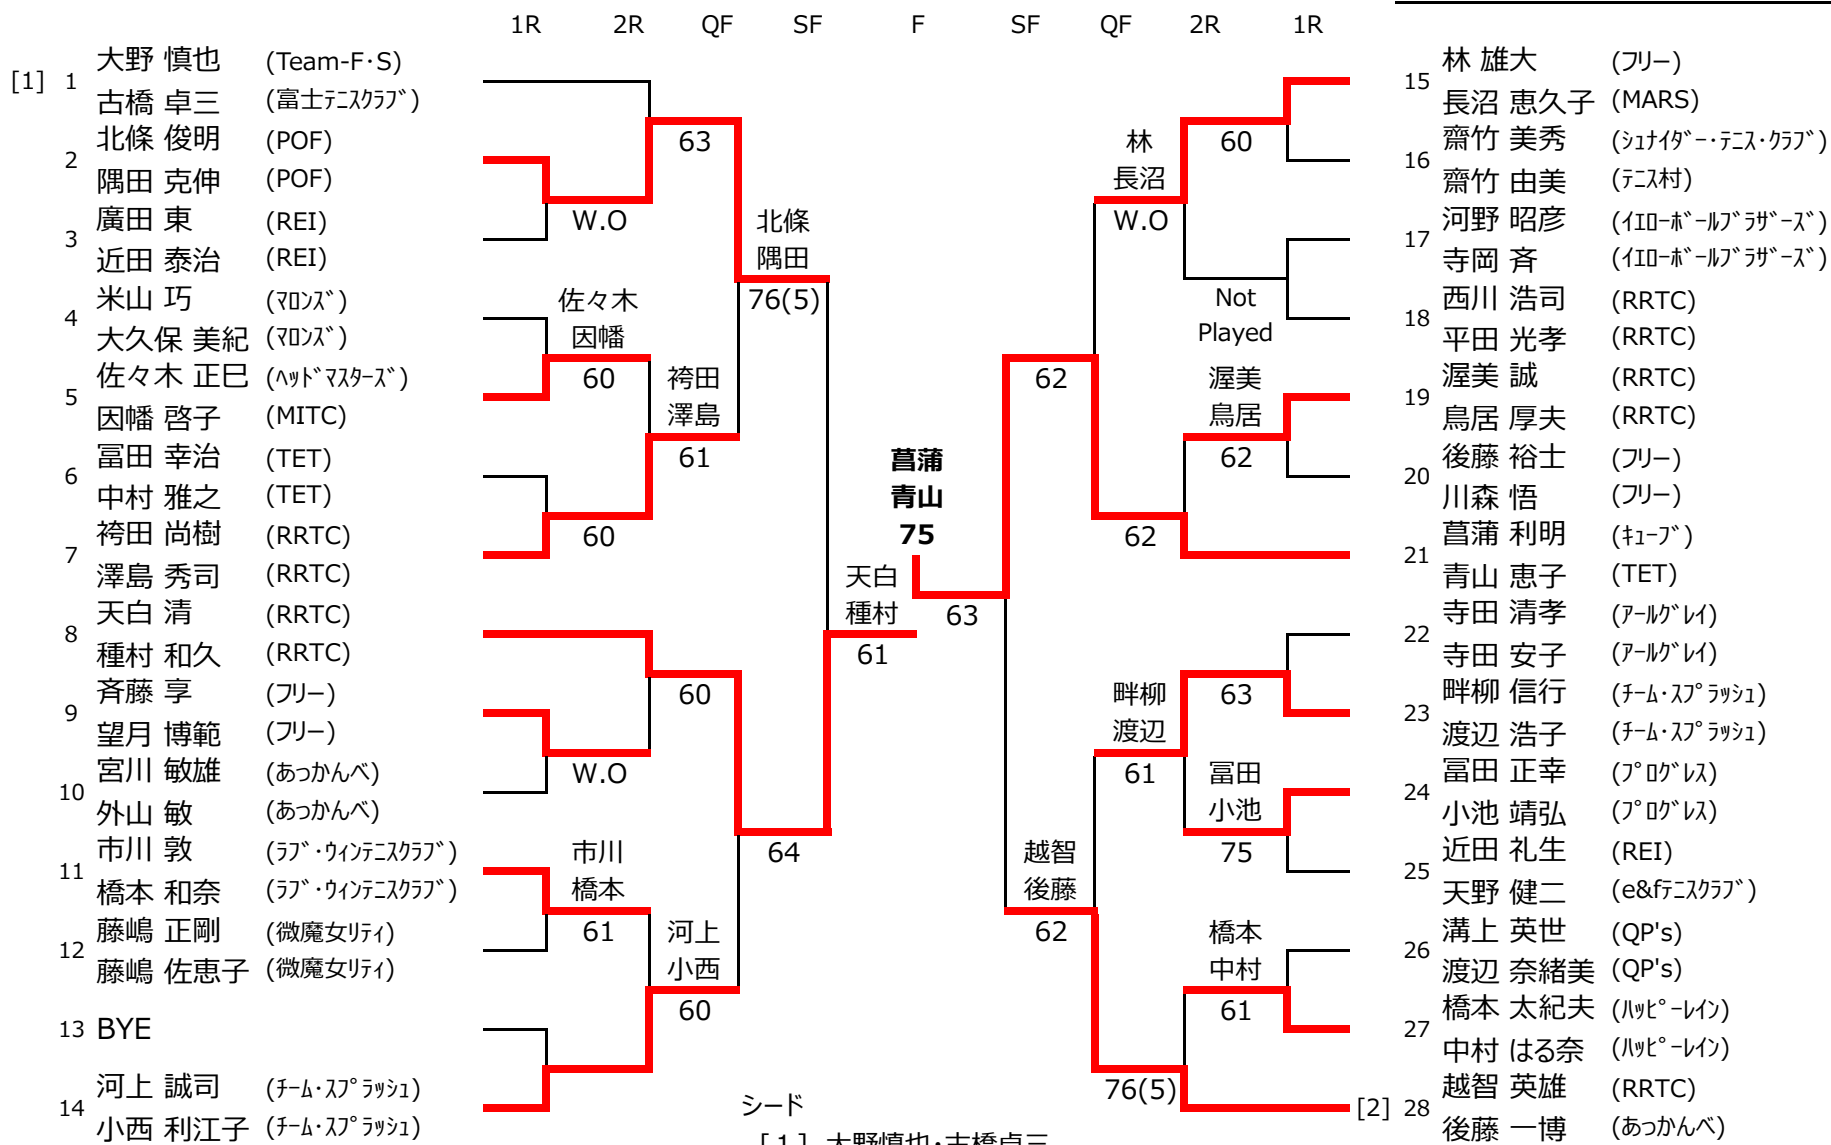 1R 2R QF SF F SF QF 2R 1R
[1] 1 大野 慎也 (Team-F・S)
古橋 卓三 (富士テニスクラブ)
2 北條 俊明 (POF)
隅田 克伸 (POF)
3 廣田 東 (REI)
近田 泰治 (REI)
4 米山 巧 (マロンズ)
大久保 美紀 (マロンズ)
5 佐々木 正巳 (ヘッドマスターズ)
因幡 啓子 (MITC)
6 冨田 幸治 (TET)
中村 雅之 (TET)
7 袴田 尚樹 (RRTC)
澤島 秀司 (RRTC)
8 天白 清 (RRTC)
種村 和久 (RRTC)
9 斉藤 享 (フリー)
望月 博範 (フリー)
10 宮川 敏雄 (あっかんべ)
外山 敏 (あっかんべ)
11 市川 敦 (ラブ・ウィンテニスクラブ)
橋本 和奈 (ラブ・ウィンテニスクラブ)
12 藤嶋 正剛 (微魔女リティ)
藤嶋 佐恵子 (微魔女リティ)
13 BYE
14 河上 誠司 (チーム・スプラッシュ)
小西 利江子 (チーム・スプラッシュ)
W.O
佐々木
因幡
60
60
W.O
市川
橋本
61
63
袴田
澤島
61
60
河上
小西
60
北條
隅田
76(5)
64
天白
種村
61
菖蒲
青山
75
63
62
越智
後藤
62
林
長沼
W.O
62
畔柳
渡辺
61
76(5)
60
Not
Played
渥美
鳥居
62
63
冨田
小池
75
橋本
中村
61
15 林 雄大 (フリー)
長沼 恵久子 (MARS)
16 齋竹 美秀 (シュナイダー・テニス・クラブ)
齋竹 由美 (テニス村)
17 河野 昭彦 (イエローボールブラザーズ)
寺岡 斉 (イエローボールブラザーズ)
18 西川 浩司 (RRTC)
平田 光孝 (RRTC)
19 渥美 誠 (RRTC)
鳥居 厚夫 (RRTC)
20 後藤 裕士 (フリー)
川森 悟 (フリー)
21 菖蒲 利明 (キューブ)
青山 恵子 (TET)
22 寺田 清孝 (アールグレイ)
寺田 安子 (アールグレイ)
23 畔柳 信行 (チーム・スプラッシュ)
渡辺 浩子 (チーム・スプラッシュ)
24 冨田 正幸 (プログレス)
小池 靖弘 (プログレス)
25 近田 礼生 (REI)
天野 健二 (e&fテニスクラブ)
26 溝上 英世 (QP's)
渡辺 奈緒美 (QP's)
27 橋本 太紀夫 (ハッピーレイン)
中村 はる奈 (ハッピーレイン)
[2] 28 越智 英雄 (RRTC)
後藤 一博 (あっかんべ)
シード
[1] 大野慎也・古橋卓三